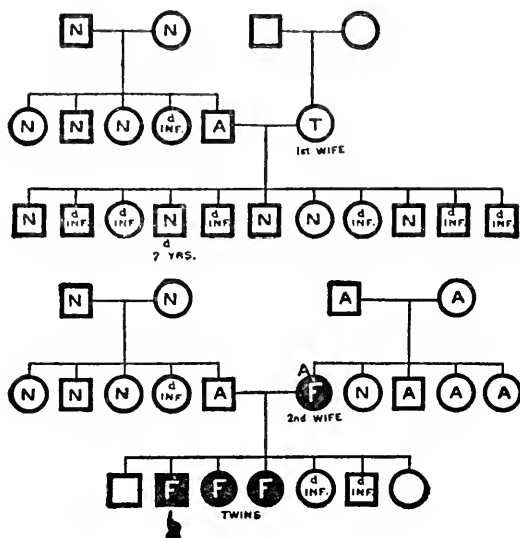 N N
N N N d INF. A T
1st WIFE
N d INF. d INF. N d INF. N N d INF. N d INF. d INF.
d
7 YRS.
N N A A
N N N d INF A A F N A A A
2nd WIFE
F F F d INF. d INF.
TWINS